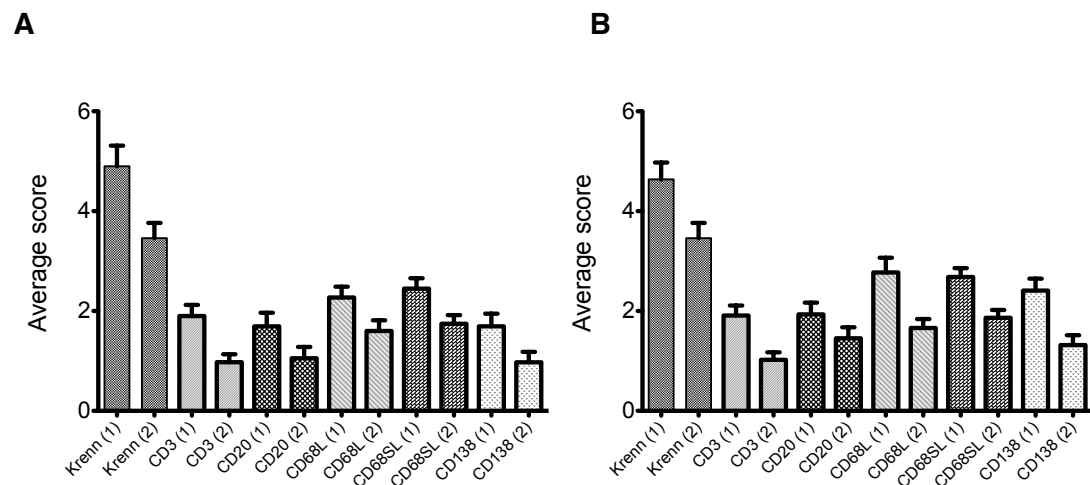 A
B
Average score
6
4
2
0
Krenn (1)
Krenn (2)
CD3 (1)
CD3 (2)
CD20 (1)
CD20 (2)
CD68L (1)
CD68L (2)
CD68SL (1)
CD68SL (2)
CD138 (1)
CD138 (2)
Average score
6
4
2
0
Krenn (1)
Krenn (2)
CD3 (1)
CD3 (2)
CD20 (1)
CD20 (2)
CD68L (1)
CD68L (2)
CD68SL (1)
CD68SL (2)
CD138 (1)
CD138 (2)